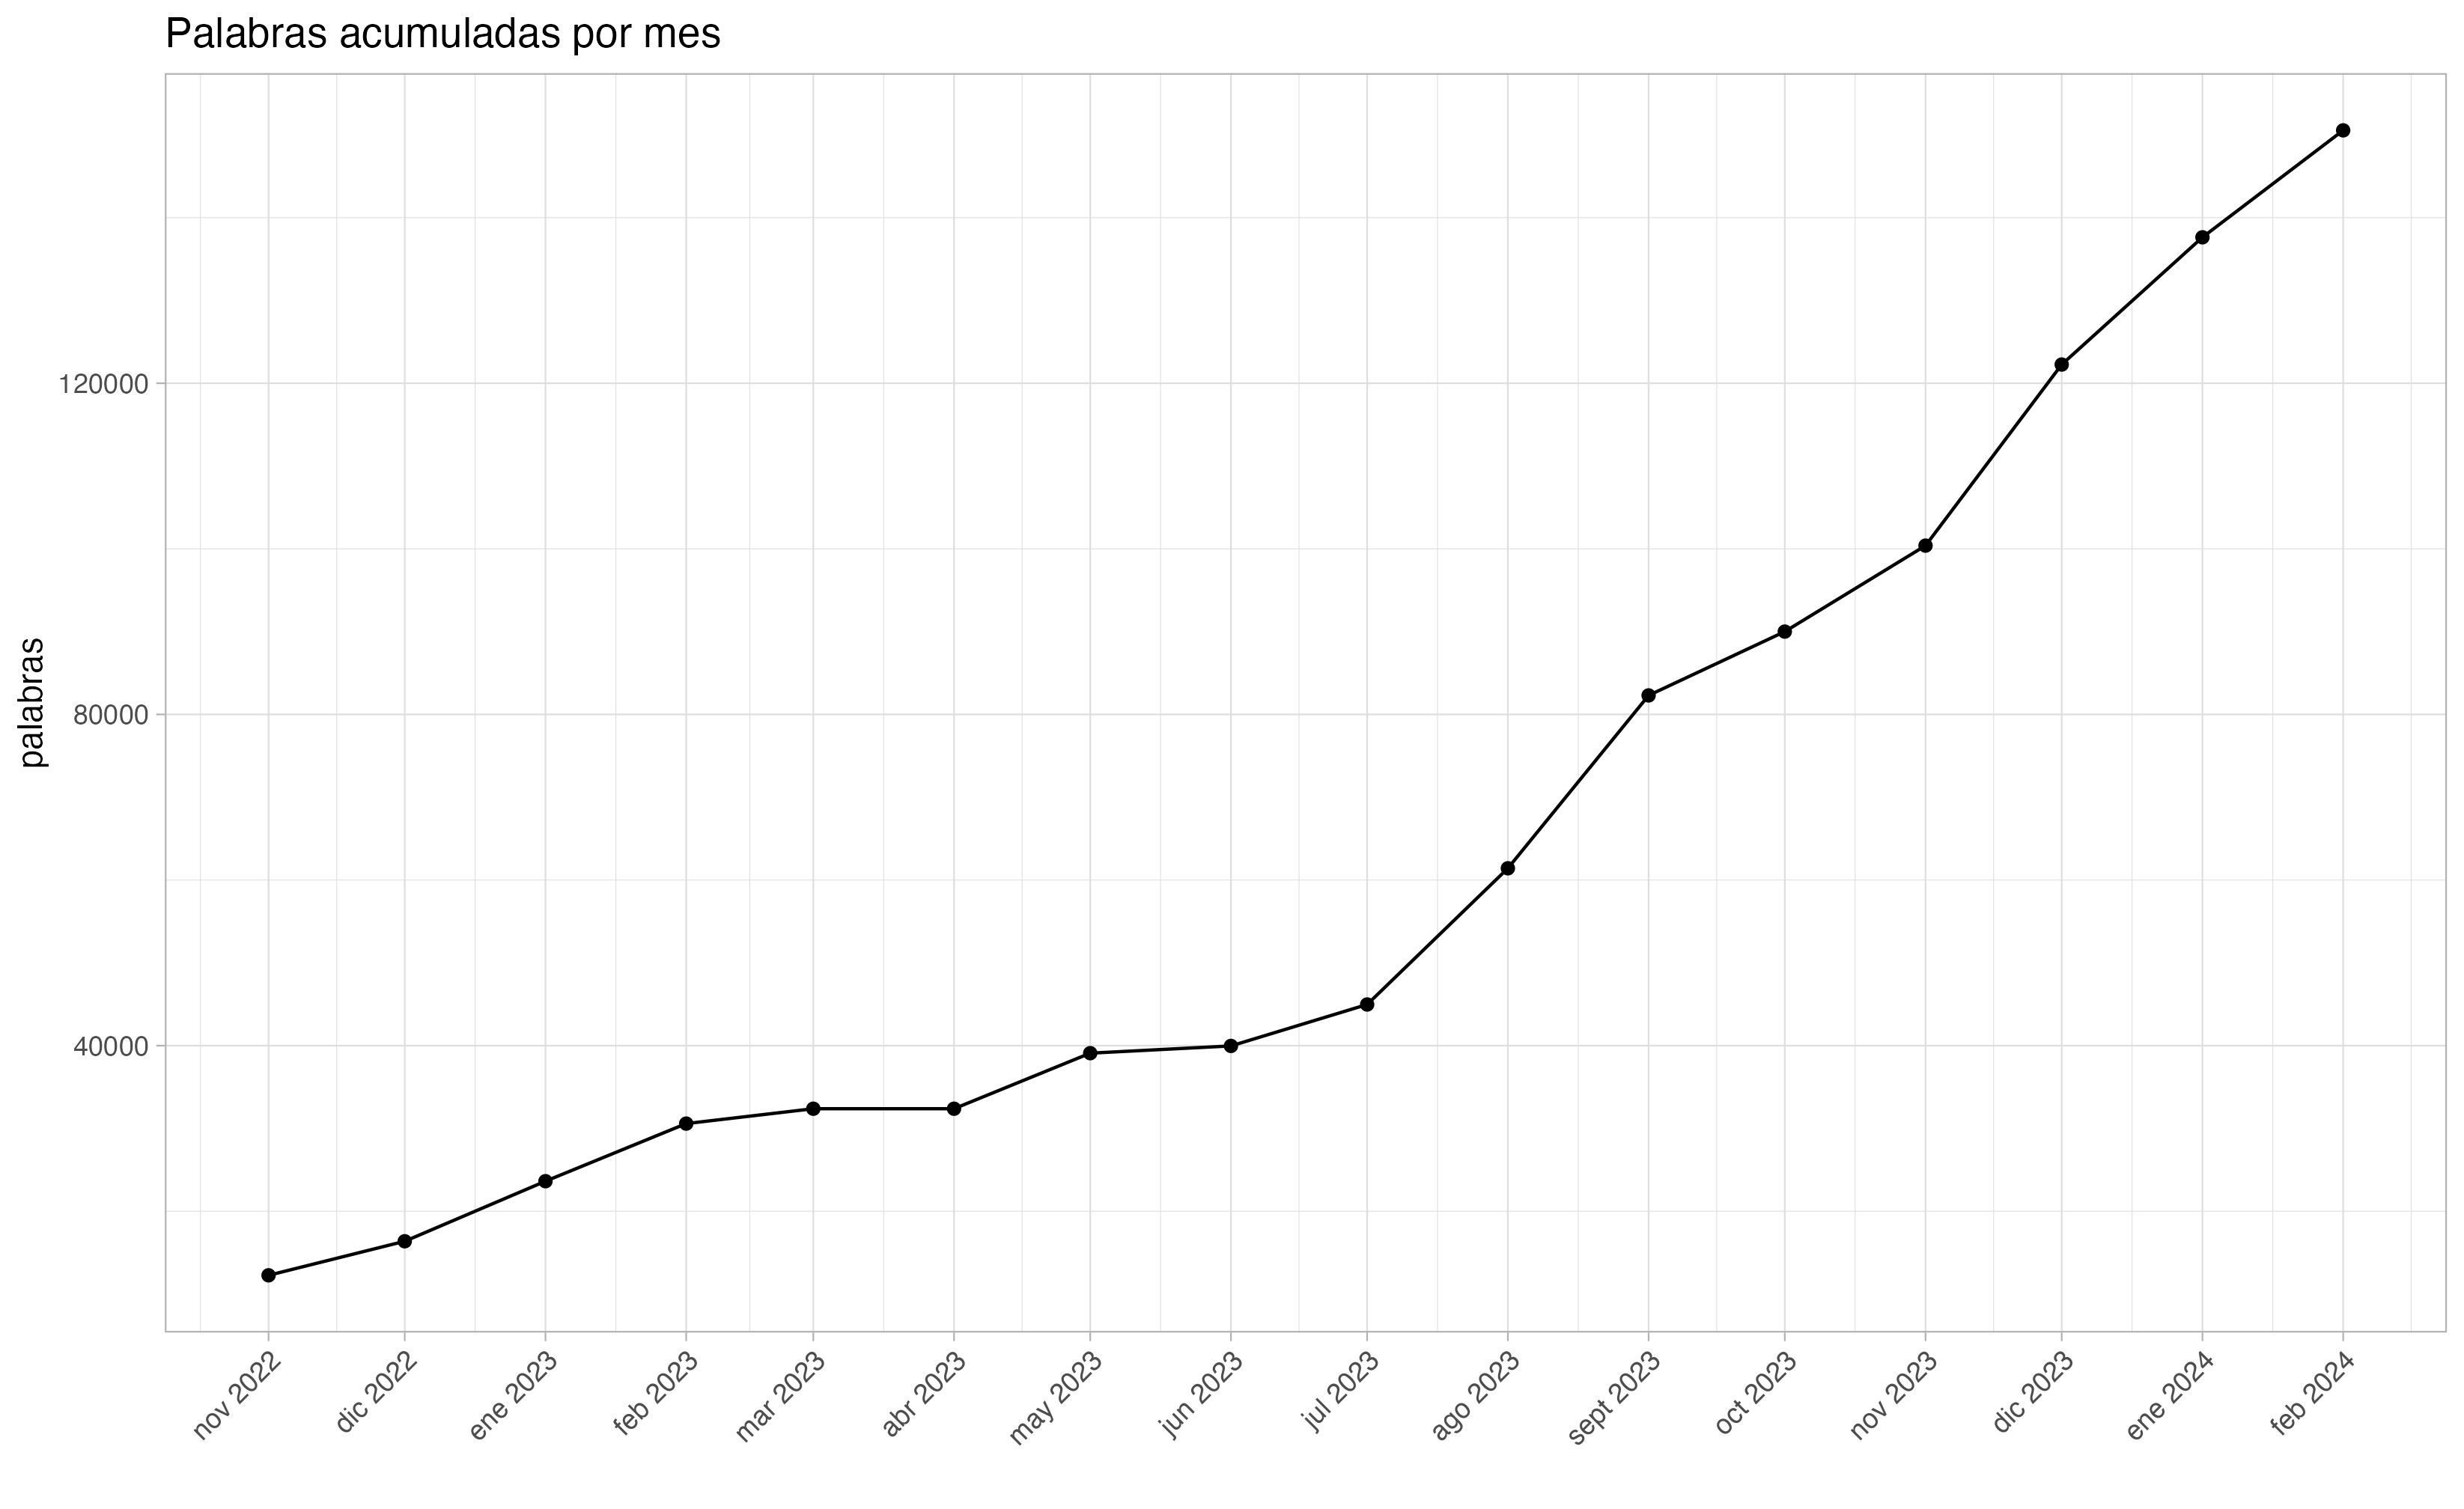 Palabras acumuladas por mes
palabras
120000
80000
40000
nov 2022
dic 2022
ene 2023
feb 2023
mar 2023
abr 2023
may 2023
jun 2023
jul 2023
ago 2023
sept 2023
oct 2023
nov 2023
dic 2023
ene 2024
feb 2024